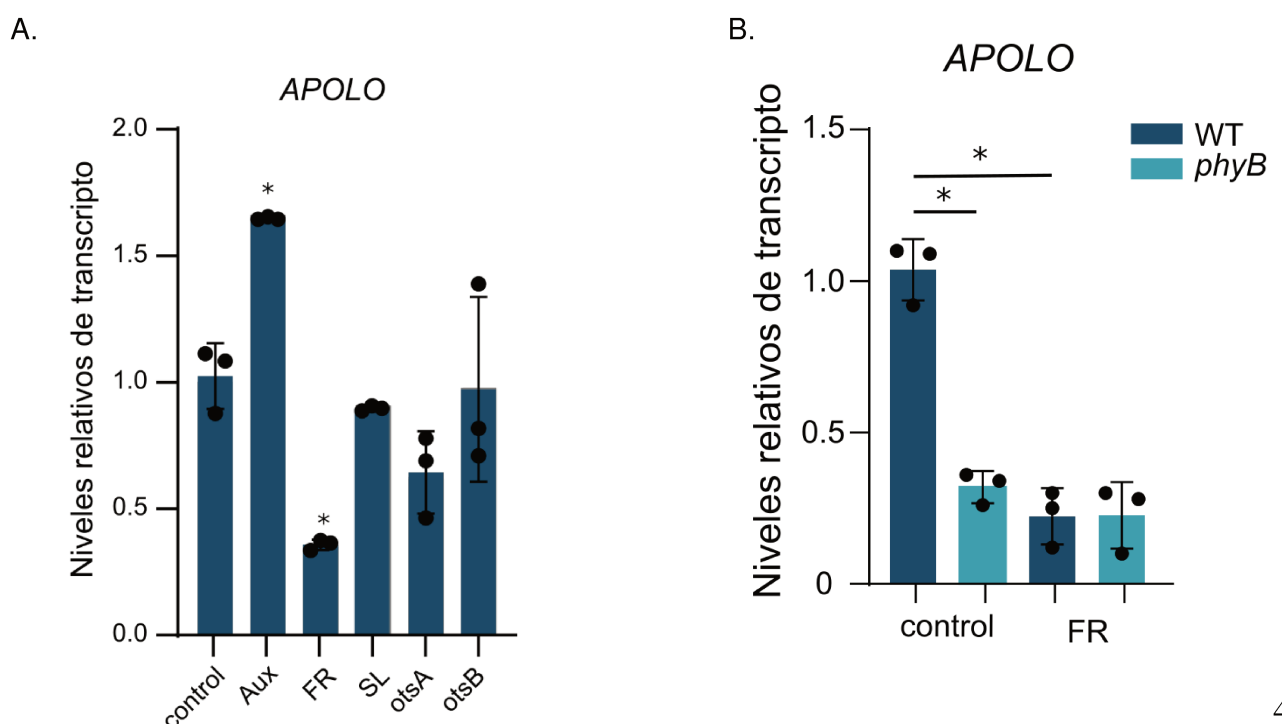 A.
APOLO
Niveles relativos de transcripto
2.0
1.5
1.0
0.5
0.0
*
*
control
Aux
FR
SL
otsA
otsB
B.
APOLO
Niveles relativos de transcripto
1.5
1.0
0.5
0
*
*
WT
phyB
control
FR